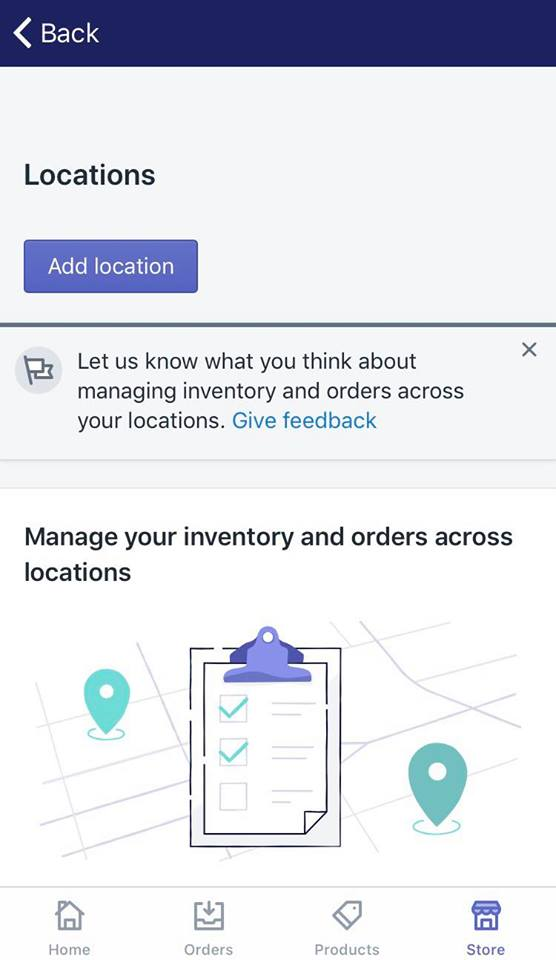 Back
Locations
Add location
Let us know what you think about
managing inventory and orders across
your locations. Give feedback
Manage your inventory and orders across
locations
Home
Orders
Products
Store